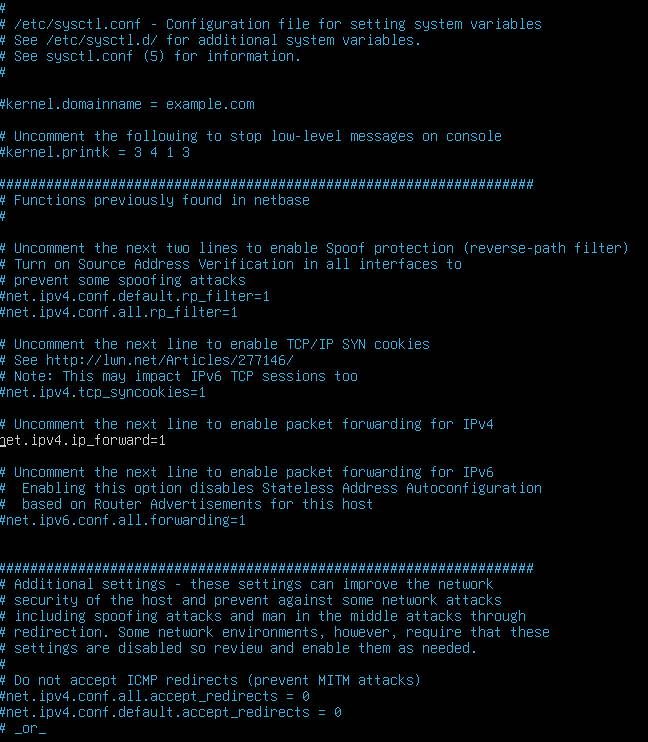 #
# /etc/sysctl.conf - Configuration file for setting system variables
# See /etc/sysctl.d/ for additional system variables.
# See sysctl.conf (5) for information.
#
#kernel.domainname = example.com
# Uncomment the following to stop low-level messages on console
#kernel.printk = 3 4 1 3
###################################################################
# Functions previously found in netbase
#
# Uncomment the next two lines to enable Spoof protection (reverse-path filter)
# Turn on Source Address Verification in all interfaces to
# prevent some spoofing attacks
#net.ipv4.conf.default.rp_filter=1
#net.ipv4.conf.all.rp_filter=1
# Uncomment the next line to enable TCP/IP SYN cookies
# See http://lwn.net/Articles/277146/
# Note: This may impact IPv6 TCP sessions too
#net.ipv4.tcp_syncookies=1
# Uncomment the next line to enable packet forwarding for IPv4
net.ipv4.ip_forward=1
# Uncomment the next line to enable packet forwarding for IPv6
#  Enabling this option disables Stateless Address Autoconfiguration
#  based on Router Advertisements for this host
#net.ipv6.conf.all.forwarding=1
###################################################################
# Additional settings - these settings can improve the network
# security of the host and prevent against some network attacks
# including spoofing attacks and man in the middle attacks through
# redirection. Some network environments, however, require that these
# settings are disabled so review and enable them as needed.
#
# Do not accept ICMP redirects (prevent MITM attacks)
#net.ipv4.conf.all.accept_redirects = 0
#net.ipv4.conf.default.accept_redirects = 0
# _or_